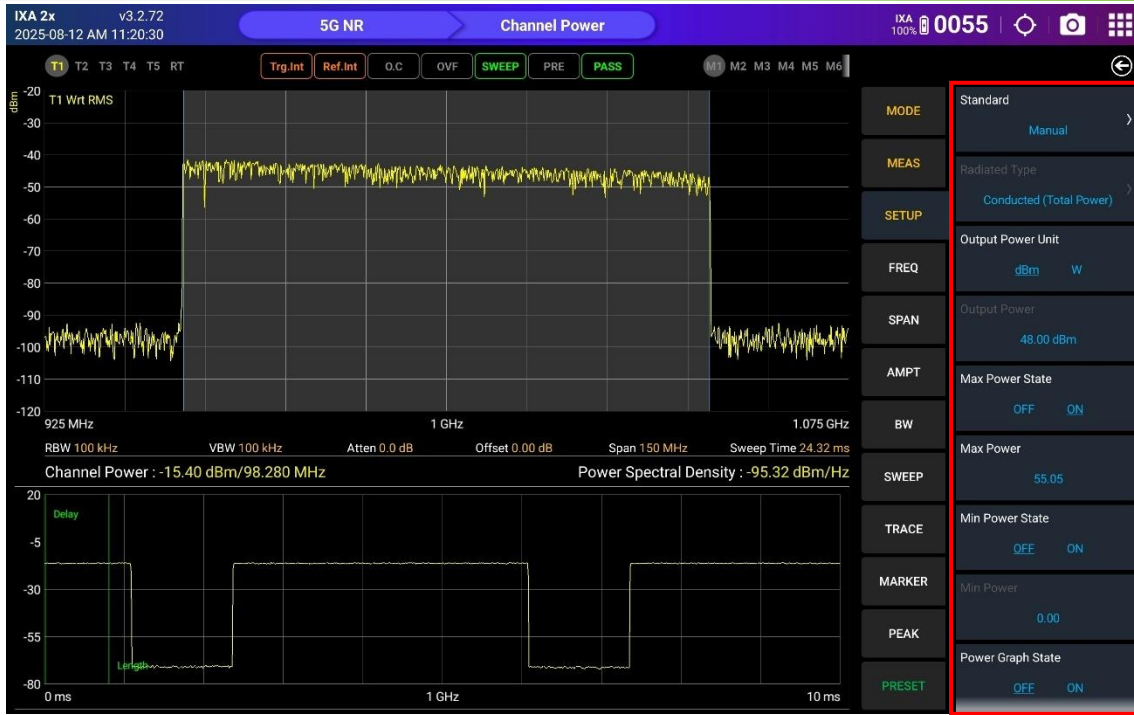 IXA 2x v3.2.72
2025-08-12 AM 11:20:30
5G NR
Channel Power
IXA
100%
0055
T1 T2 T3 T4 T5 RT
Trg.Int Ref.Int O.C OVF SWEEP PRE PASS
M1 M2 M3 M4 M5 M6
dBm
T1 Wrt RMS
-20
-30
-40
-50
-60
-70
-80
-90
-100
-110
-120
925 MHz 1 GHz 1.075 GHz
RBW 100 kHz VBW 100 kHz Atten 0.0 dB Offset 0.00 dB Span 150 MHz Sweep Time 24.32 ms
Channel Power : -15.40 dBm/98.280 MHz Power Spectral Density : -95.32 dBm/Hz
20
Delay
-5
-30
-55
Length
-80
0 ms 1 GHz 10 ms
MODE
MEAS
SETUP
FREQ
SPAN
AMPT
BW
SWEEP
TRACE
MARKER
PEAK
PRESET
Standard
Manual
Radiated Type
Conducted (Total Power)
Output Power Unit
dBm W
Output Power
48.00 dBm
Max Power State
OFF ON
Max Power
55.05
Min Power State
OFF ON
Min Power
0.00
Power Graph State
OFF ON